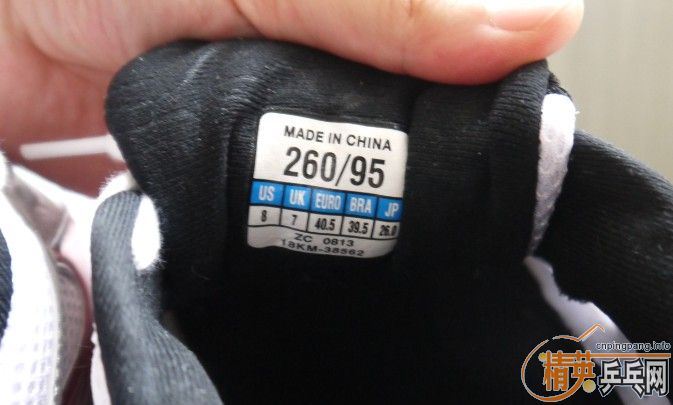 MADE IN CHINA
260/95
US UK EURO BRA JP
8 7 40.5 39.5 26.0
ZC 0813
18KM-38562
cnpingpang.info
精英乒乓网